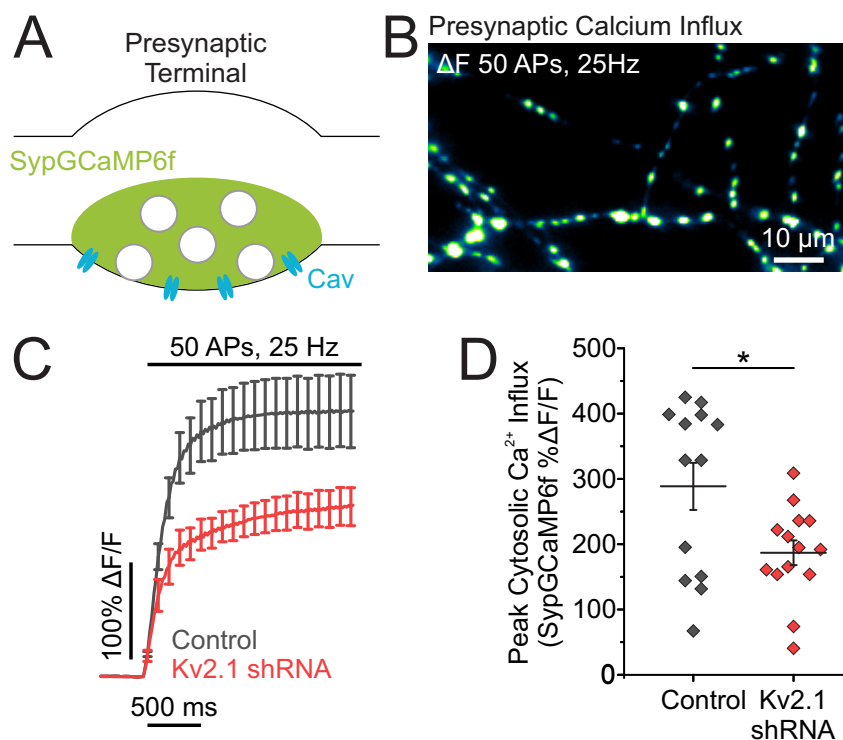 A
Presynaptic
Terminal
SypGCaMP6f
Cav
B
Presynaptic Calcium Influx
ΔF 50 APs, 25Hz
10 µm
C
50 APs, 25 Hz
100% ΔF/F
Control
Kv2.1 shRNA
500 ms
D
Peak Cytosolic Ca²⁺ Influx
(SypGCaMP6f %ΔF/F)
500
400
300
200
100
0
*
Control
Kv2.1
shRNA